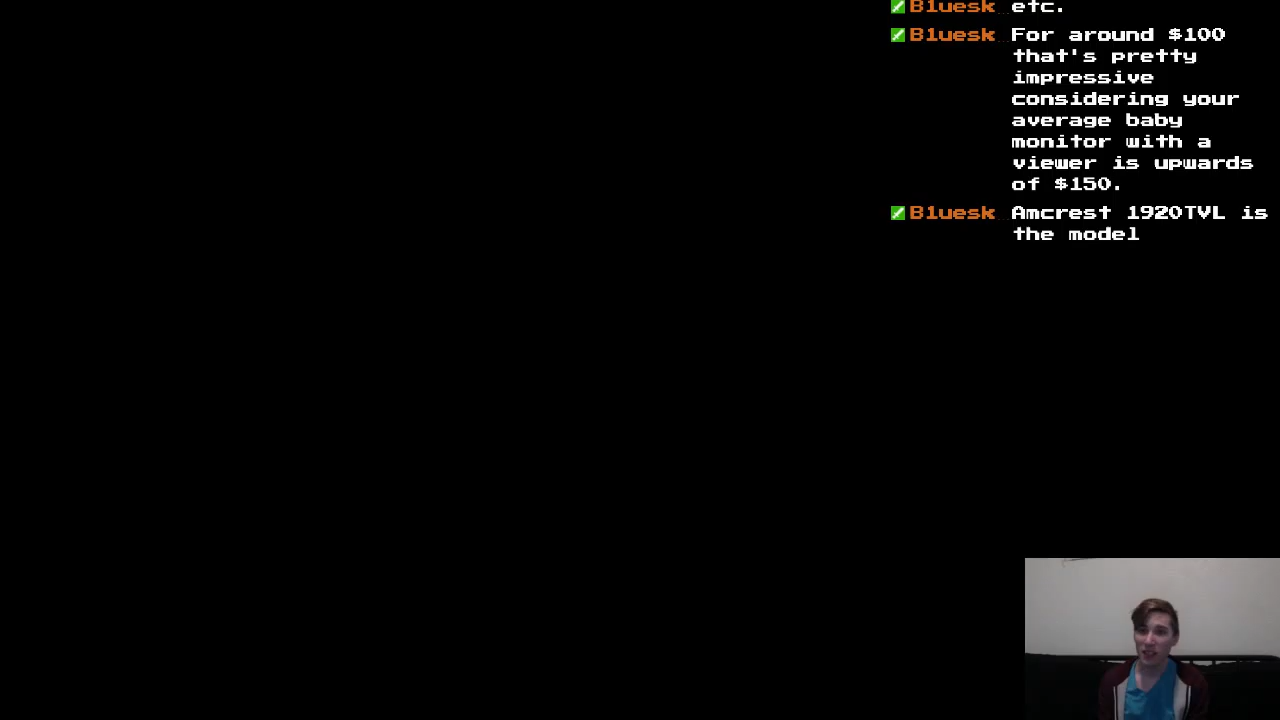 B1uesk etc.
B1uesk For around $100
that's pretty
impressive
considering your
average baby
monitor with a
viewer is upwards
of $150.
B1uesk Amcrest 1920TVL is
the model